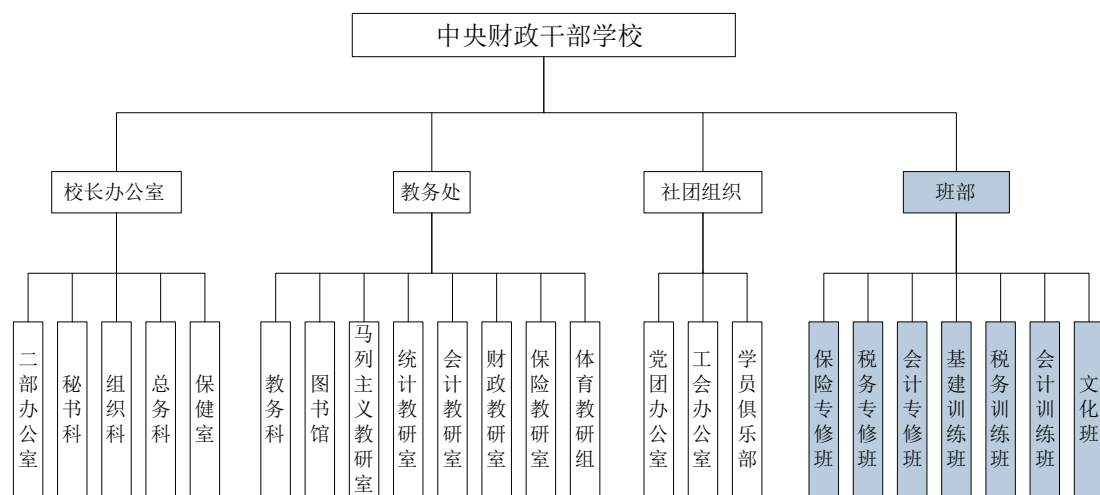 中央财政干部学校
校长办公室
教务处
社团组织
班部
二部办公室
秘书科
组织科
总务科
保健室
教务科
图书馆
马列主义教研室
统计教研室
会计教研室
财政教研室
保险教研室
体育教研组
党团办公室
工会办公室
学员俱乐部
保险专修班
税务专修班
会计专修班
基建训练班
税务训练班
会计训练班
文化班